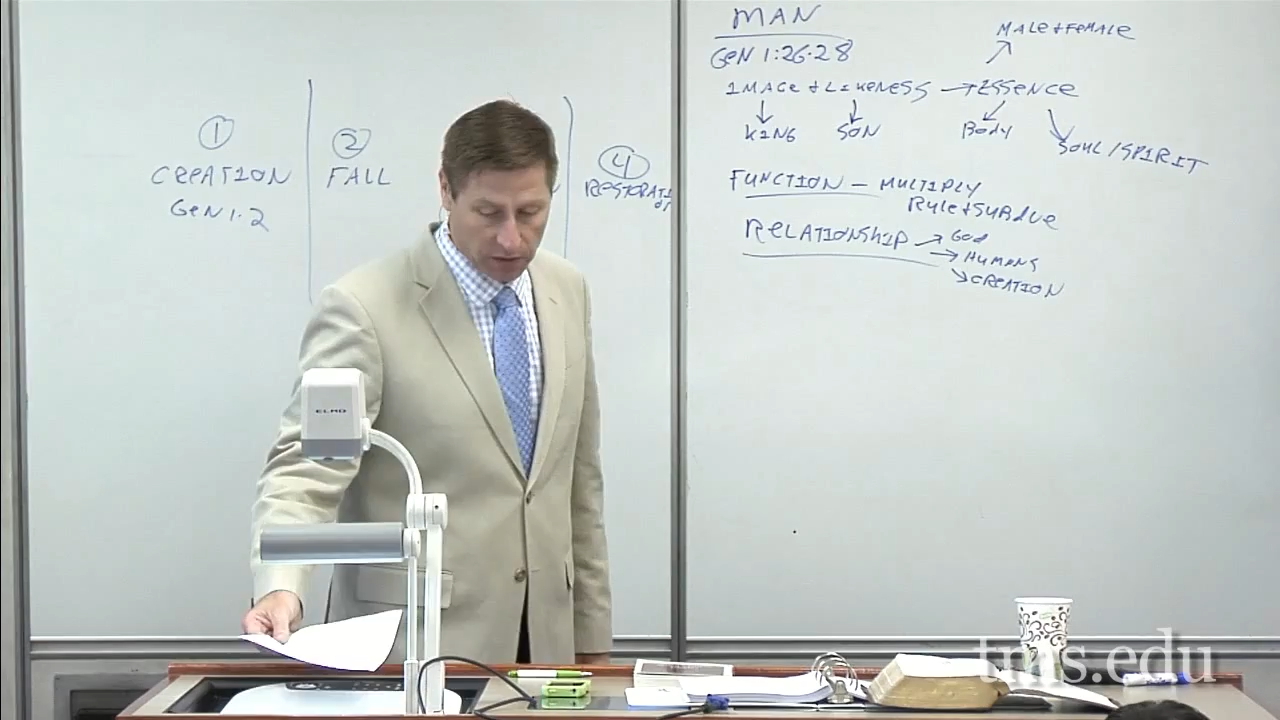 ①
CREATION
GEN 1-2
②
FALL
④
RESTORATI
ON
MAN
GEN 1:26-28
MALE + FEMALE
IMAGE + LIKENESS → ESSENCE
KING
SON
BODY
SOUL / SPIRIT
FUNCTION — MULTIPLY
RULE + SUBDUE
RELATIONSHIP → GOD
→ HUMANS
→ CREATION
ELMO
tms.edu